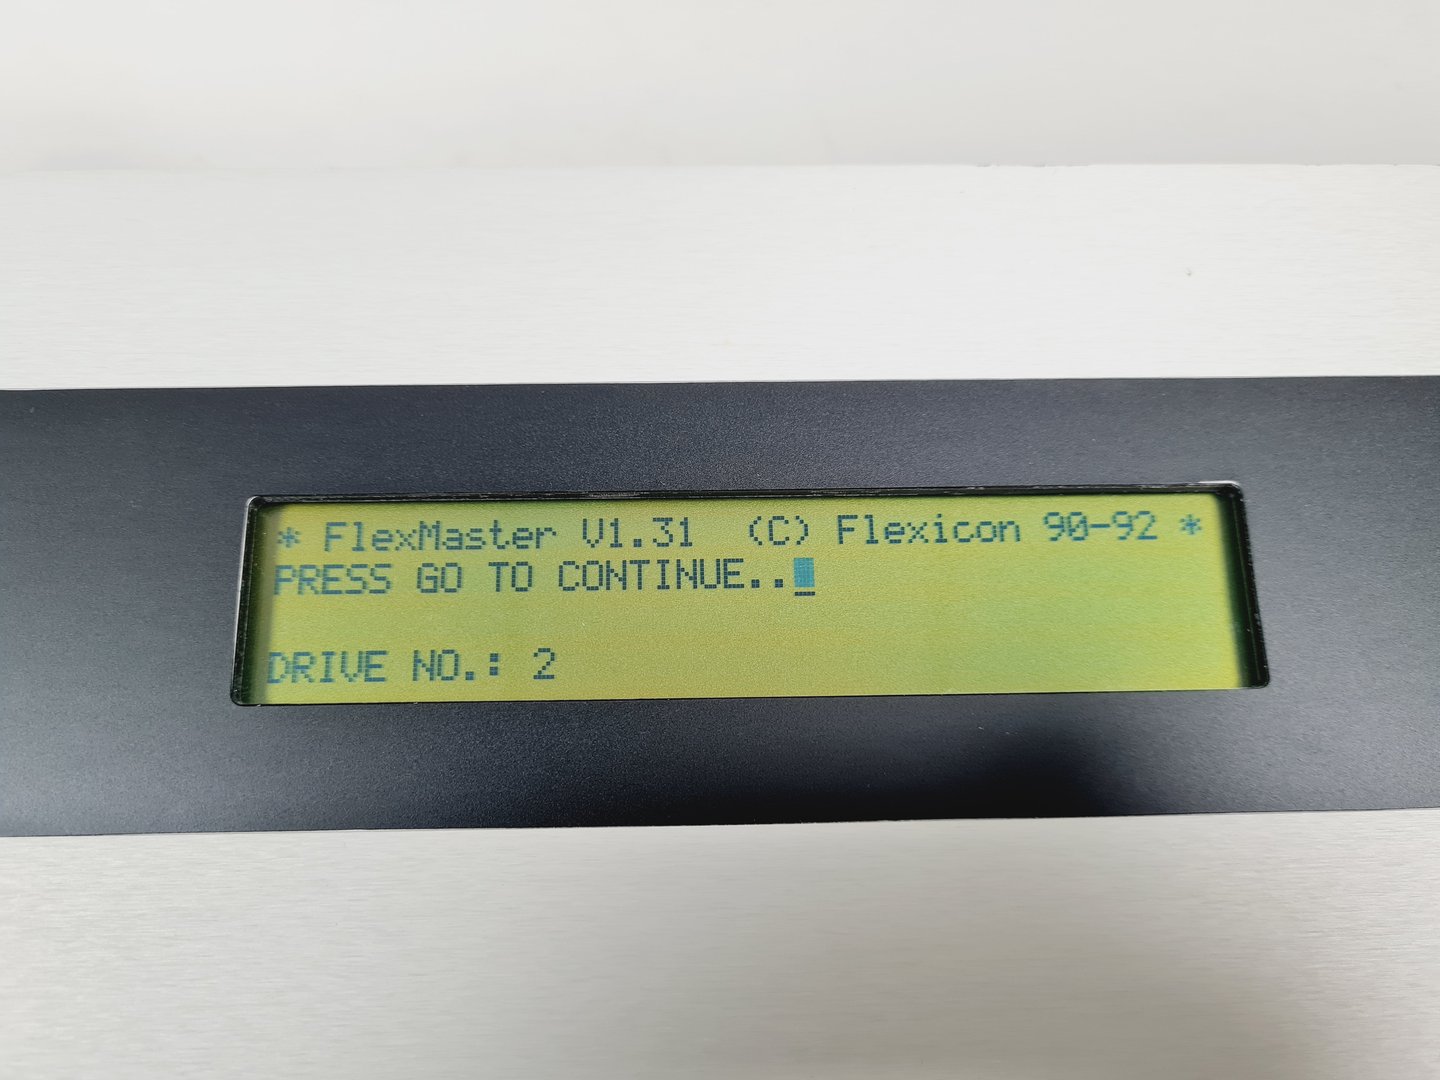 * FlexMaster V1.31  (C) Flexicon 90-92 *
PRESS GO TO CONTINUE..
DRIVE NO.: 2